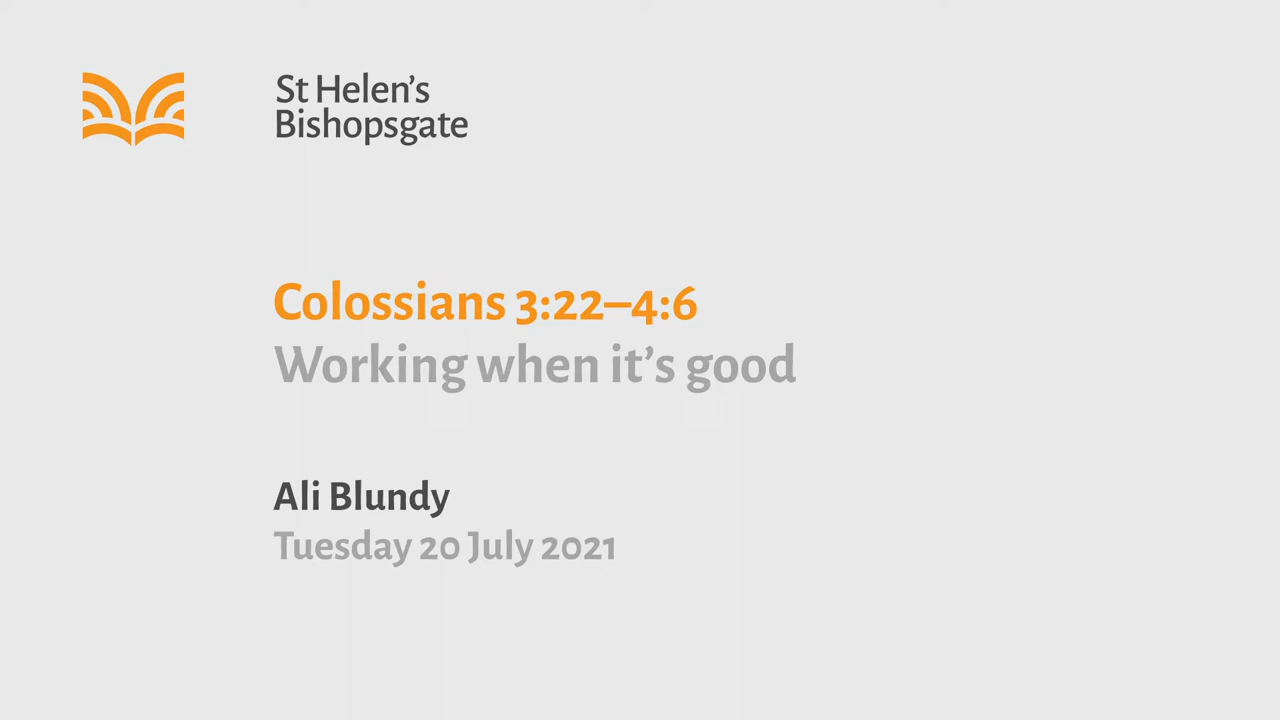 St Helen’s
Bishopsgate
Colossians 3:22–4:6
Working when it’s good
Ali Blundy
Tuesday 20 July 2021